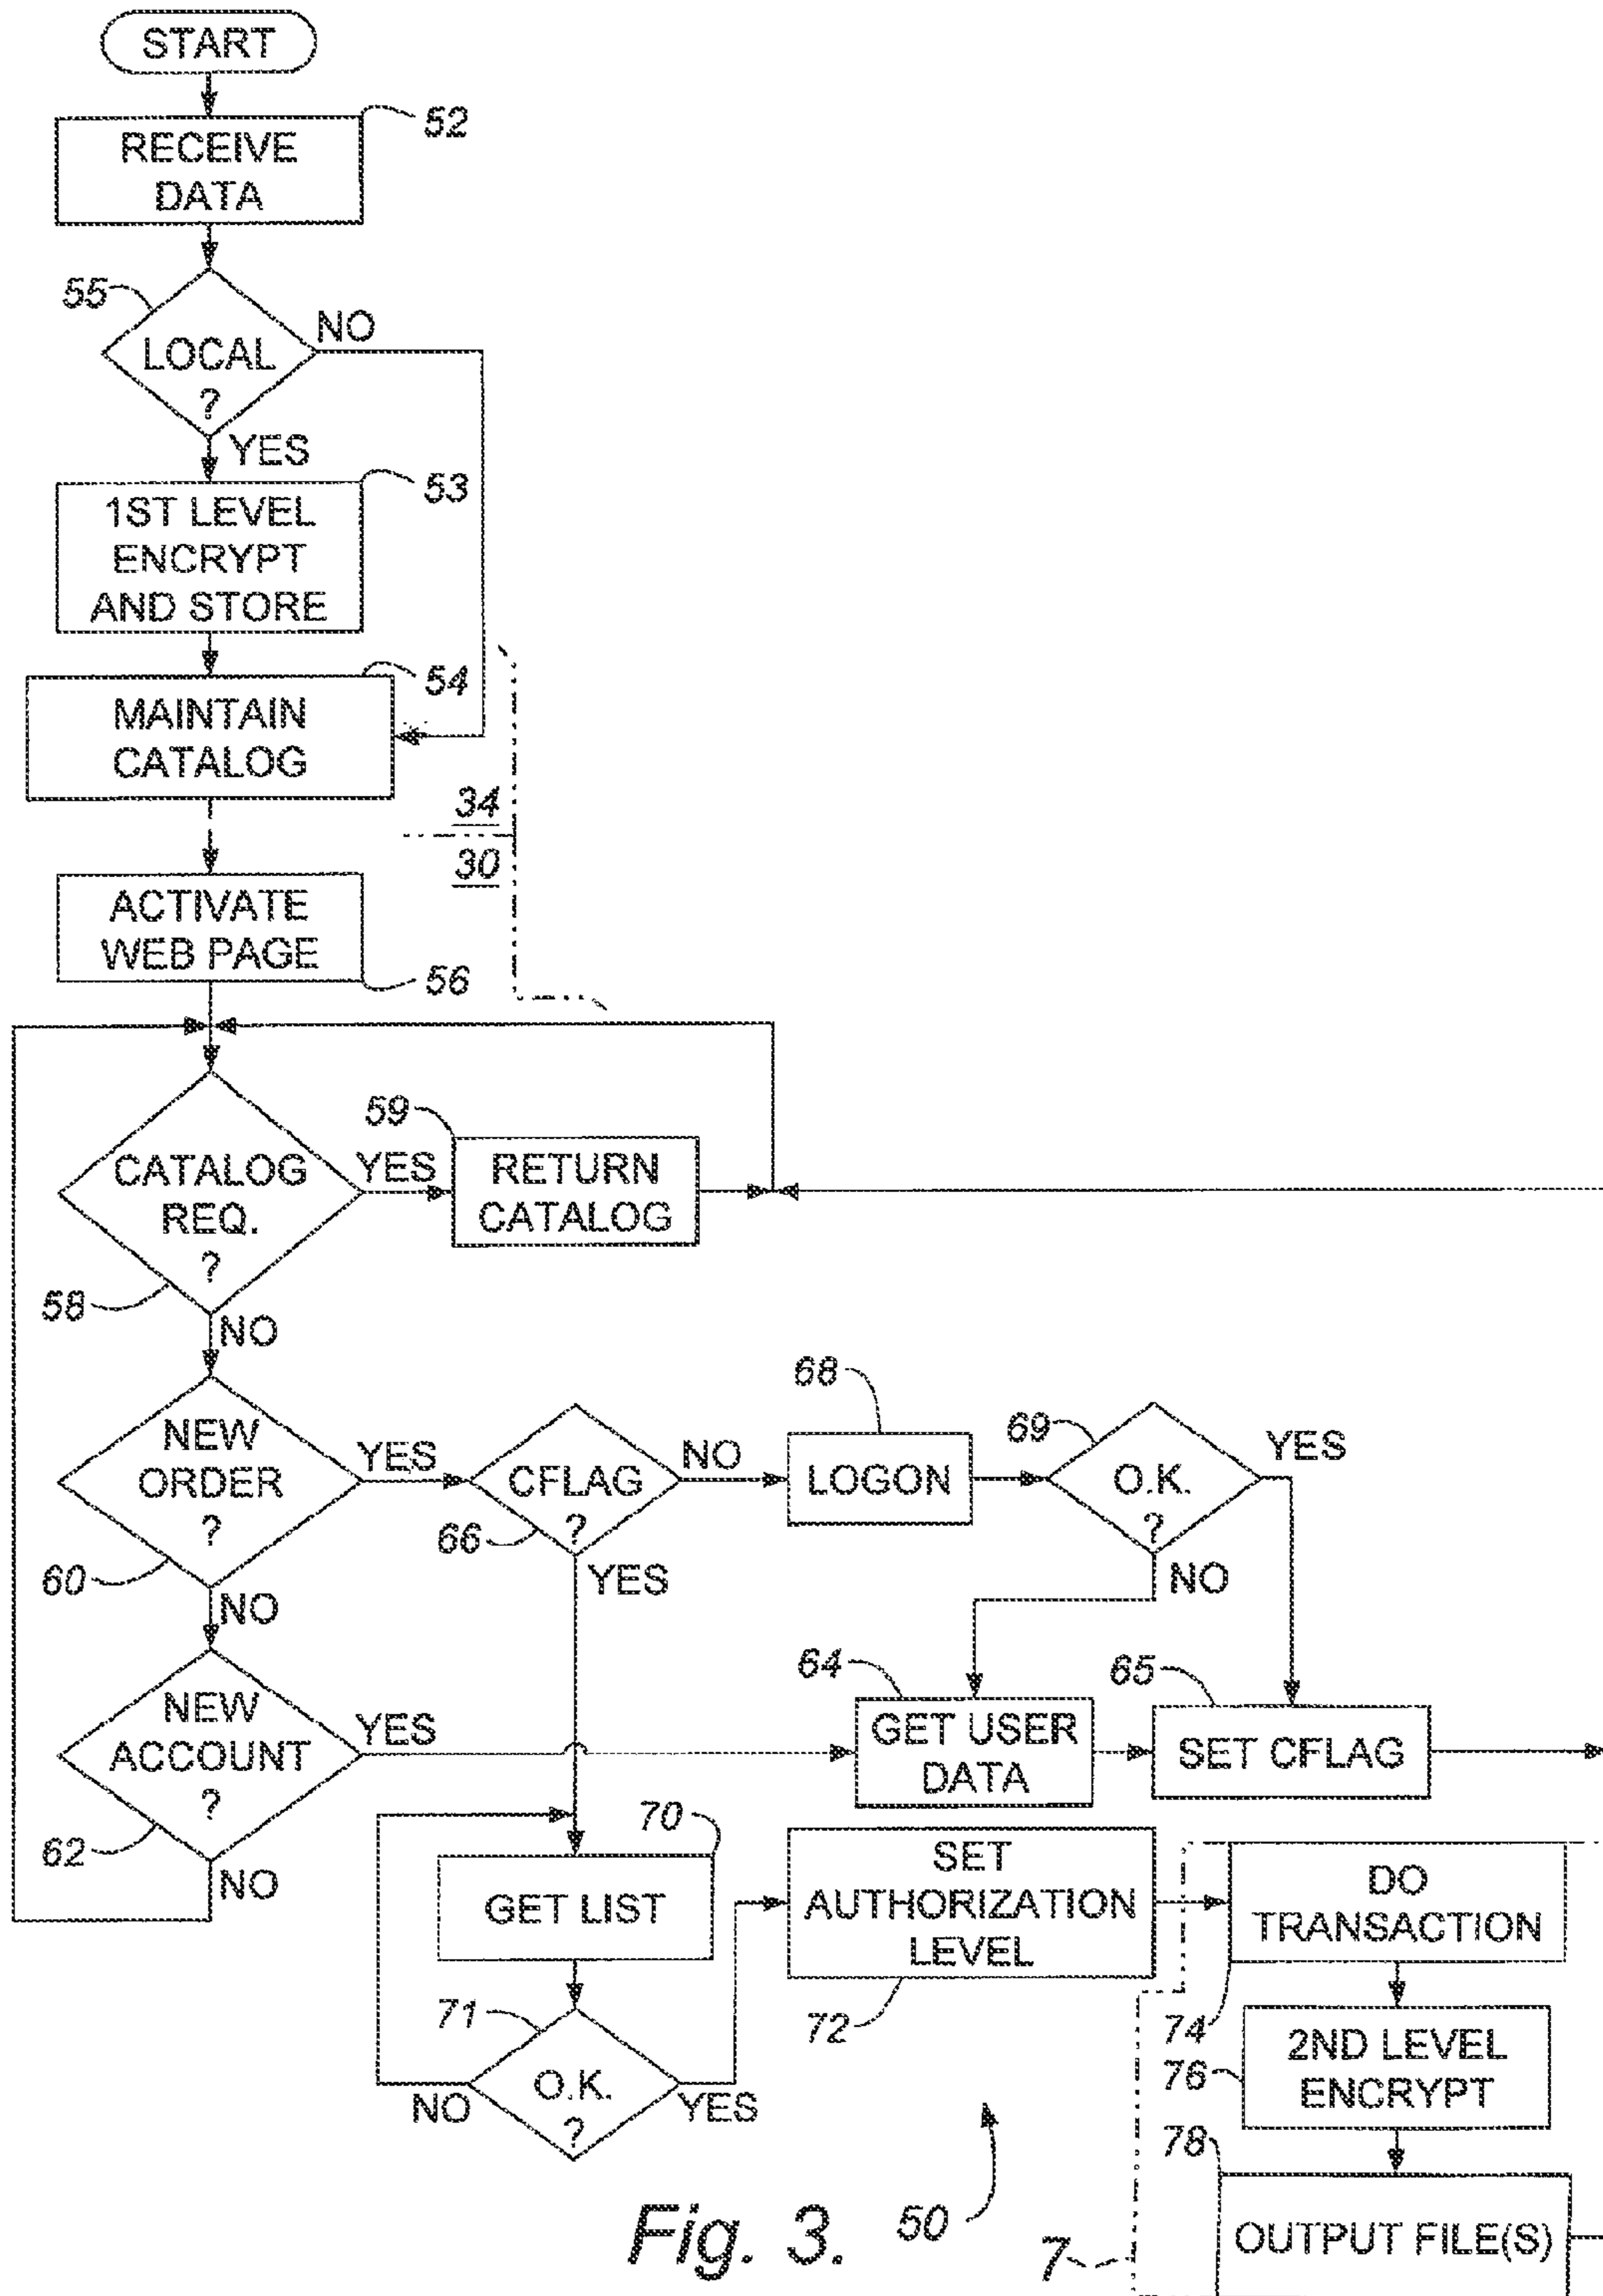 START
52
RECEIVE
DATA
55
LOCAL
?
NO
YES
53
1ST LEVEL
ENCRYPT
AND STORE
54
MAINTAIN
CATALOG
34
30
ACTIVATE
WEB PAGE
56
59
CATALOG
REQ.
?
YES
RETURN
CATALOG
58
NO
68
69
NEW
ORDER
?
YES
CFLAG
?
NO
LOGON
O.K.
?
YES
66
60
YES
NO
NO
64
65
NEW
ACCOUNT
?
YES
GET USER
DATA
SET CFLAG
62
NO
70
GET LIST
SET
AUTHORIZATION
LEVEL
DO
TRANSACTION
71
72
74
O.K.
?
NO
YES
76
2ND LEVEL
ENCRYPT
78
OUTPUT FILE(S)
Fig. 3.
50
7